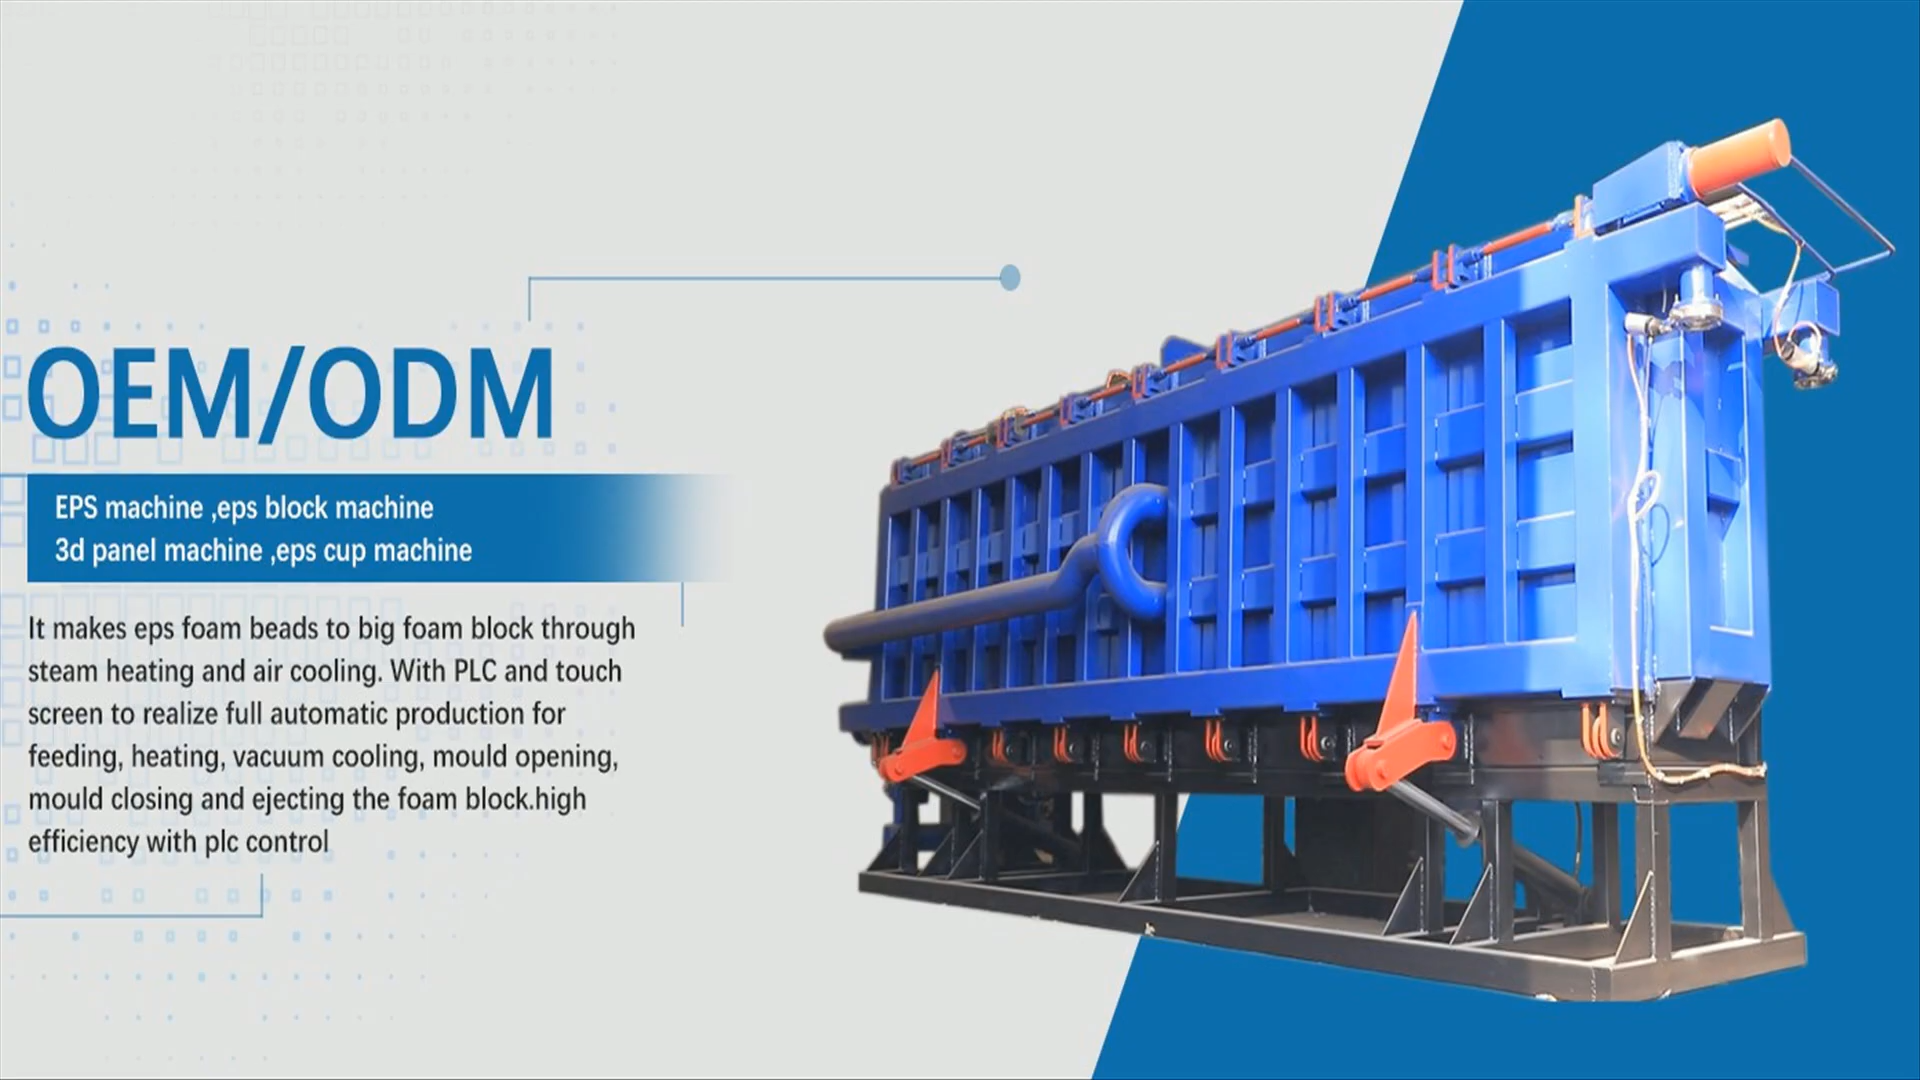 OEM/ODM
EPS machine ,eps block machine
3d panel machine ,eps cup machine
It makes eps foam beads to big foam block through
steam heating and air cooling. With PLC and touch
screen to realize full automatic production for
feeding, heating, vacuum cooling, mould opening,
mould closing and ejecting the foam block.high
efficiency with plc control